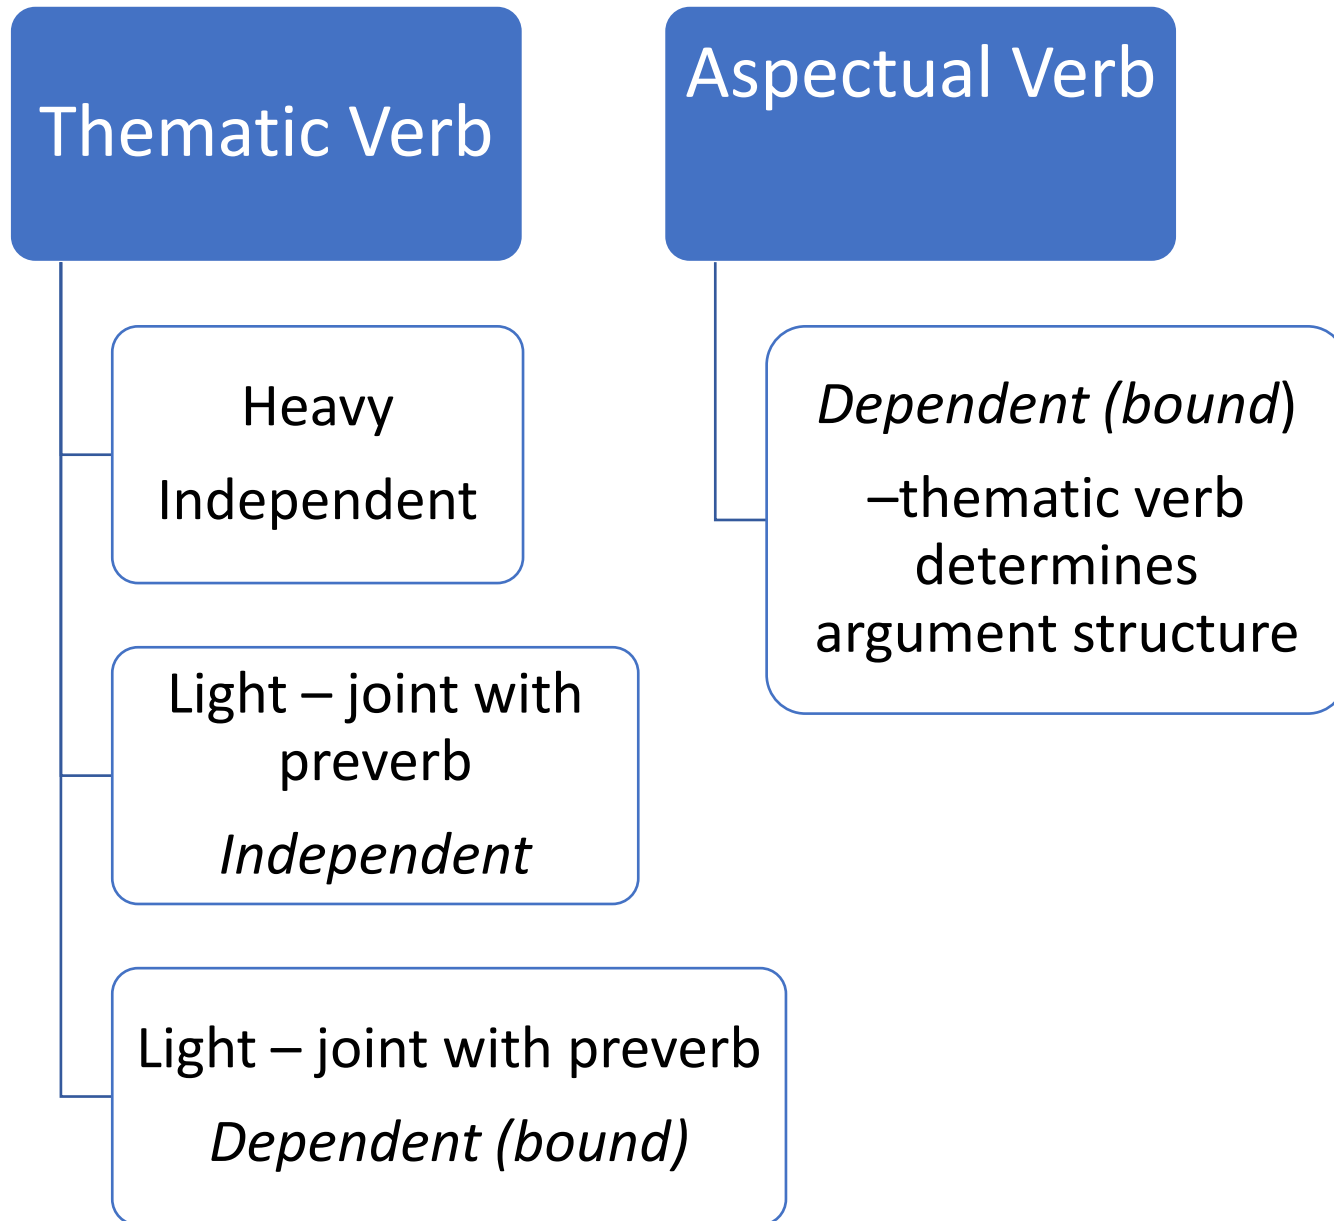 Thematic Verb
Heavy
Independent
Light – joint with
preverb
Independent
Light – joint with preverb
Dependent (bound)
Aspectual Verb
Dependent (bound)
–thematic verb
determines
argument structure